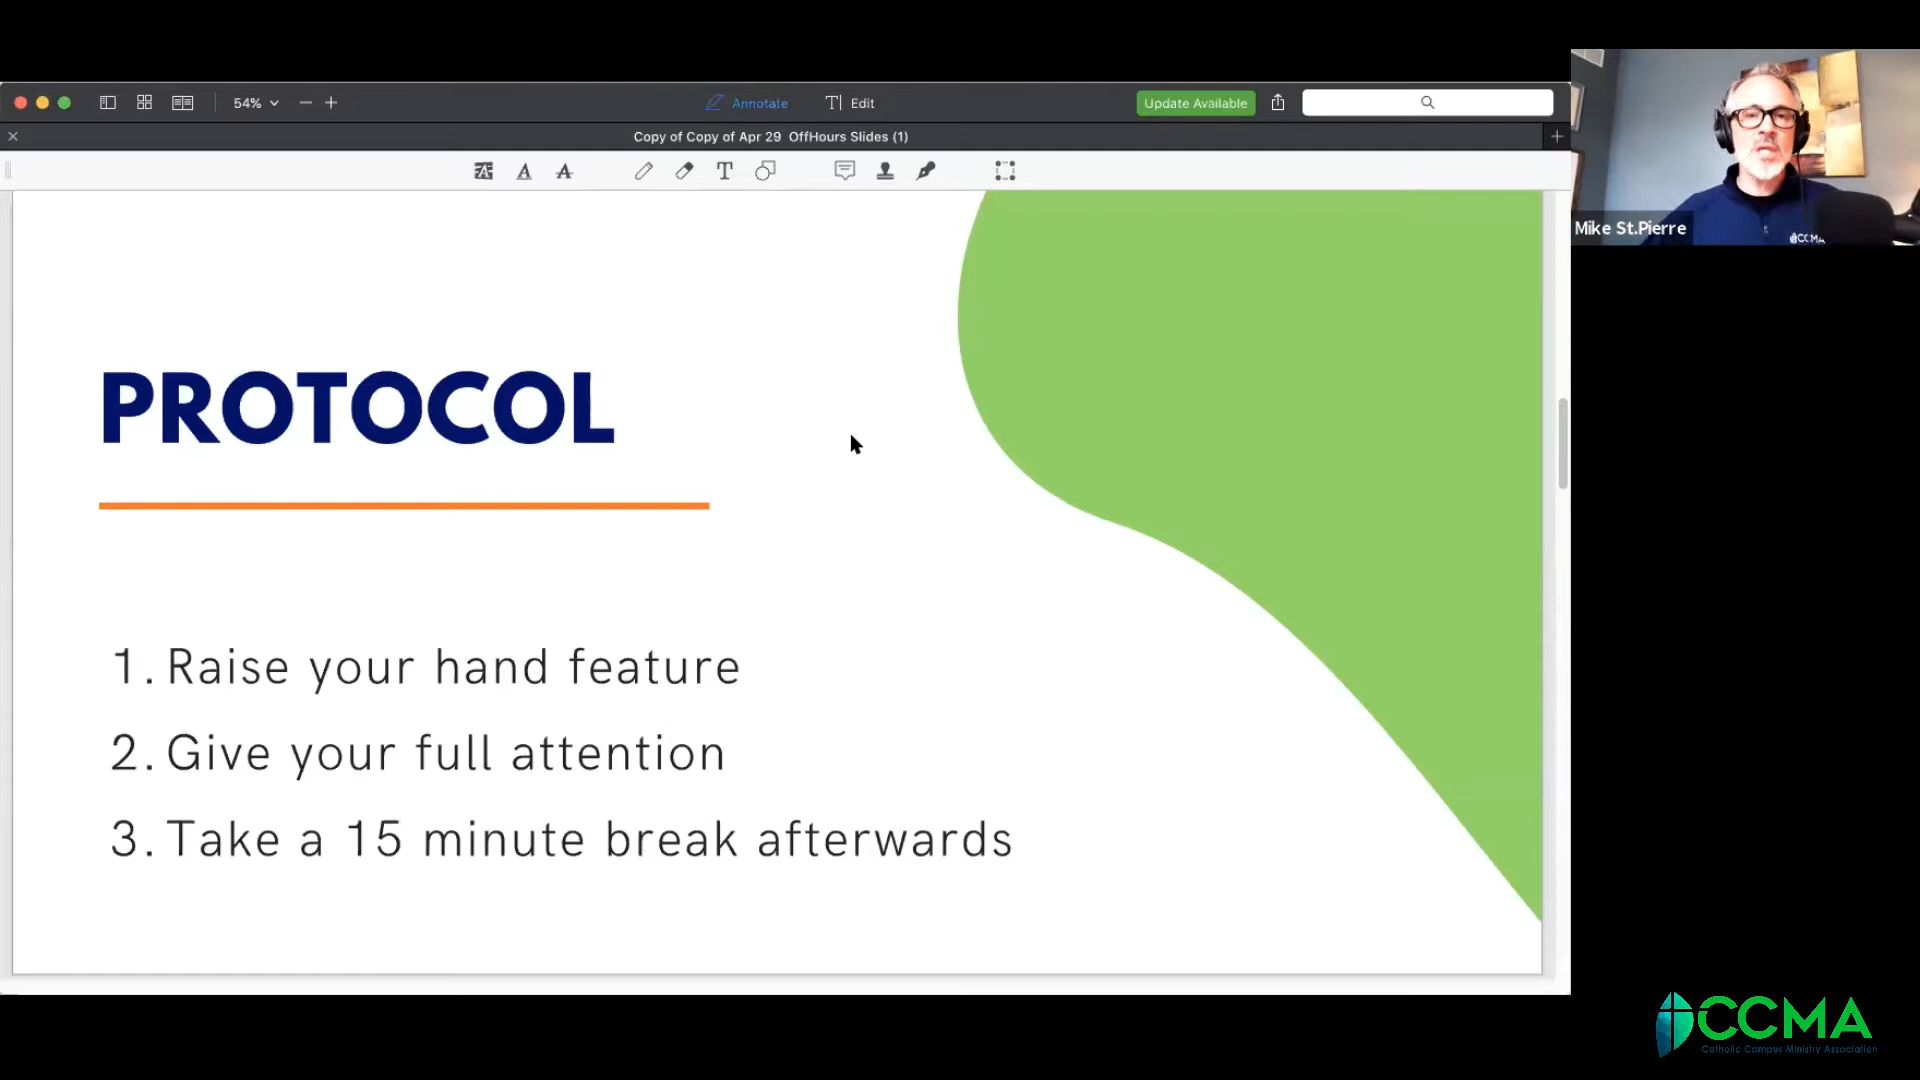 54%
Annotate
T| Edit
Update Available
Copy of Copy of Apr 29 OffHours Slides (1)
PROTOCOL
1. Raise your hand feature
2. Give your full attention
3. Take a 15 minute break afterwards
CCMA
Mike St.Pierre
CCMA
Catholic Campus Ministry Association